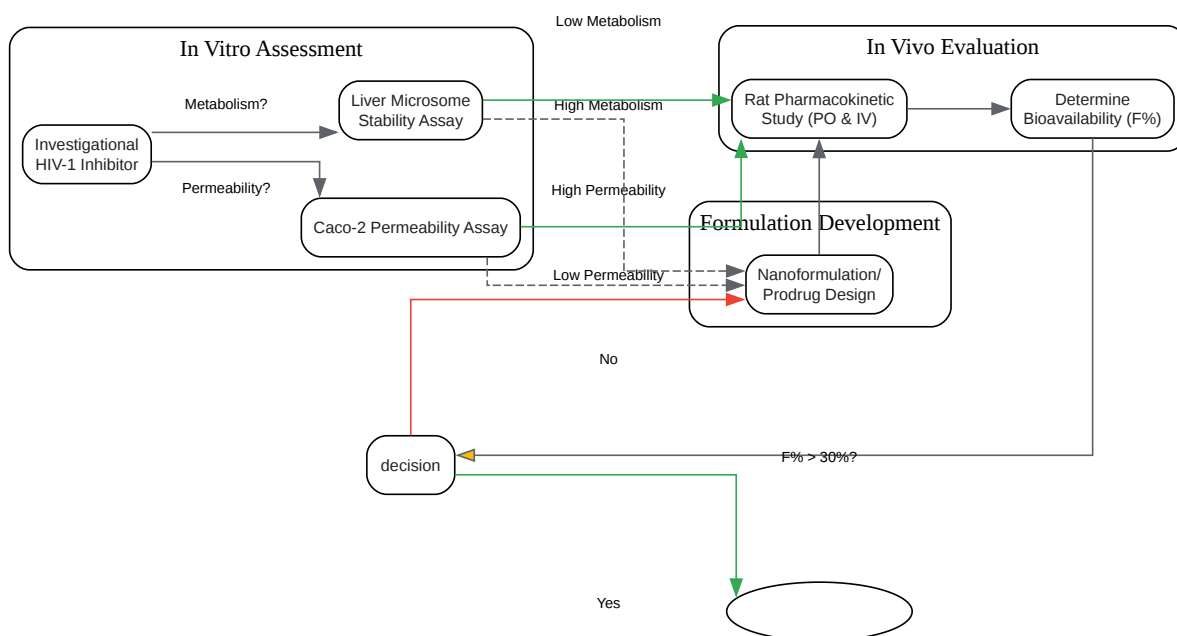 Low Metabolism
In Vitro Assessment
In Vivo Evaluation
Metabolism?
Liver Microsome
Stability Assay
High Metabolism
Rat Pharmacokinetic
Study (PO & IV)
Determine
Bioavailability (F%)
Investigational
HIV-1 Inhibitor
Permeability?
High Permeability
Caco-2 Permeability Assay
Formulation Development
Low Permeability
Nanoformulation/
Prodrug Design
No
decision
F% > 30%?
Yes